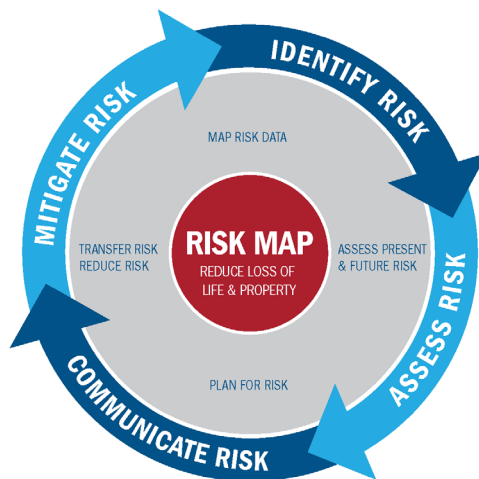 IDENTIFY RISK
ASSESS RISK
COMMUNICATE RISK
MITIGATE RISK
MAP RISK DATA
TRANSFER RISK
REDUCE RISK
RISK MAP
REDUCE LOSS OF
LIFE & PROPERTY
ASSESS PRESENT
& FUTURE RISK
PLAN FOR RISK